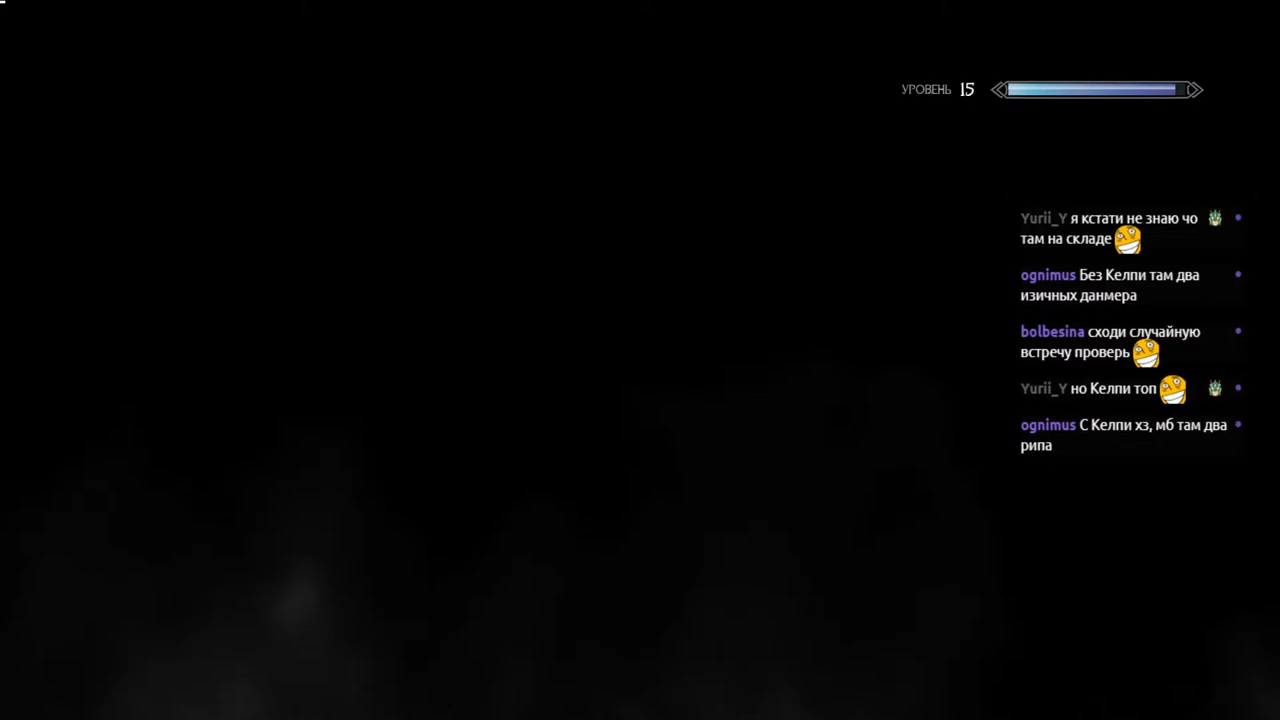 УРОВЕНЬ 15
Yurii_Y я кстати не знаю чо
там на складе
ognimus Без Келпи там два
изичных данмера
bolbesina сходи случайную
встречу проверь
Yurii_Y но Келпи топ
ognimus С Келпи хз, мб там два
рипа